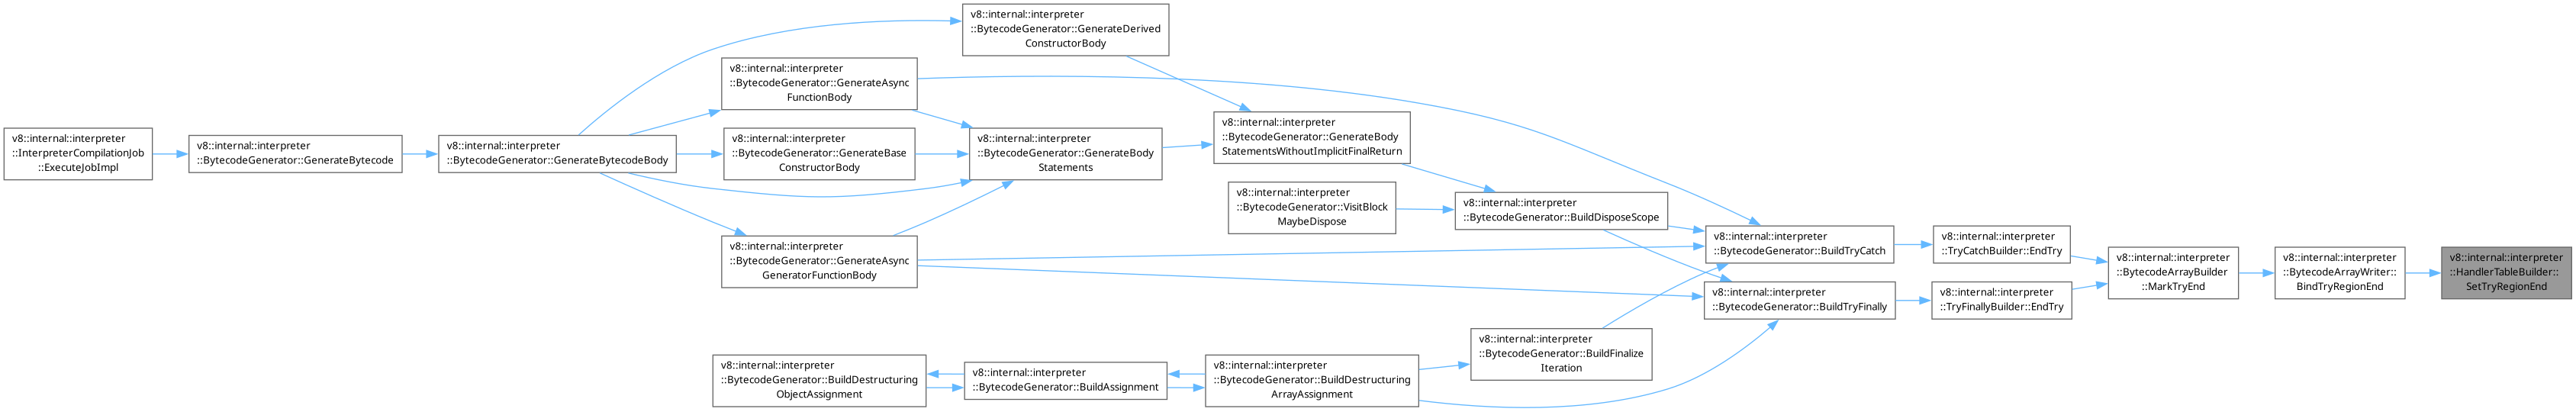 v8::internal::interpreter
::InterpreterCompilationJob
::ExecuteJobImpl
v8::internal::interpreter
::BytecodeGenerator::GenerateBytecode
v8::internal::interpreter
::BytecodeGenerator::GenerateBytecodeBody
v8::internal::interpreter
::BytecodeGenerator::GenerateAsync
FunctionBody
v8::internal::interpreter
::BytecodeGenerator::GenerateBase
ConstructorBody
v8::internal::interpreter
::BytecodeGenerator::GenerateAsync
GeneratorFunctionBody
v8::internal::interpreter
::BytecodeGenerator::BuildDestructuring
ObjectAssignment
v8::internal::interpreter
::BytecodeGenerator::GenerateDerived
ConstructorBody
v8::internal::interpreter
::BytecodeGenerator::GenerateBody
Statements
v8::internal::interpreter
::BytecodeGenerator::BuildAssignment
v8::internal::interpreter
::BytecodeGenerator::GenerateBody
StatementsWithoutImplicitFinalReturn
v8::internal::interpreter
::BytecodeGenerator::VisitBlock
MaybeDispose
v8::internal::interpreter
::BytecodeGenerator::BuildDestructuring
ArrayAssignment
v8::internal::interpreter
::BytecodeGenerator::BuildDisposeScope
v8::internal::interpreter
::BytecodeGenerator::BuildFinalize
Iteration
v8::internal::interpreter
::BytecodeGenerator::BuildTryCatch
v8::internal::interpreter
::BytecodeGenerator::BuildTryFinally
v8::internal::interpreter
::TryCatchBuilder::EndTry
v8::internal::interpreter
::TryFinallyBuilder::EndTry
v8::internal::interpreter
::BytecodeArrayBuilder
::MarkTryEnd
v8::internal::interpreter
::BytecodeArrayWriter::
BindTryRegionEnd
v8::internal::interpreter
::HandlerTableBuilder::
SetTryRegionEnd